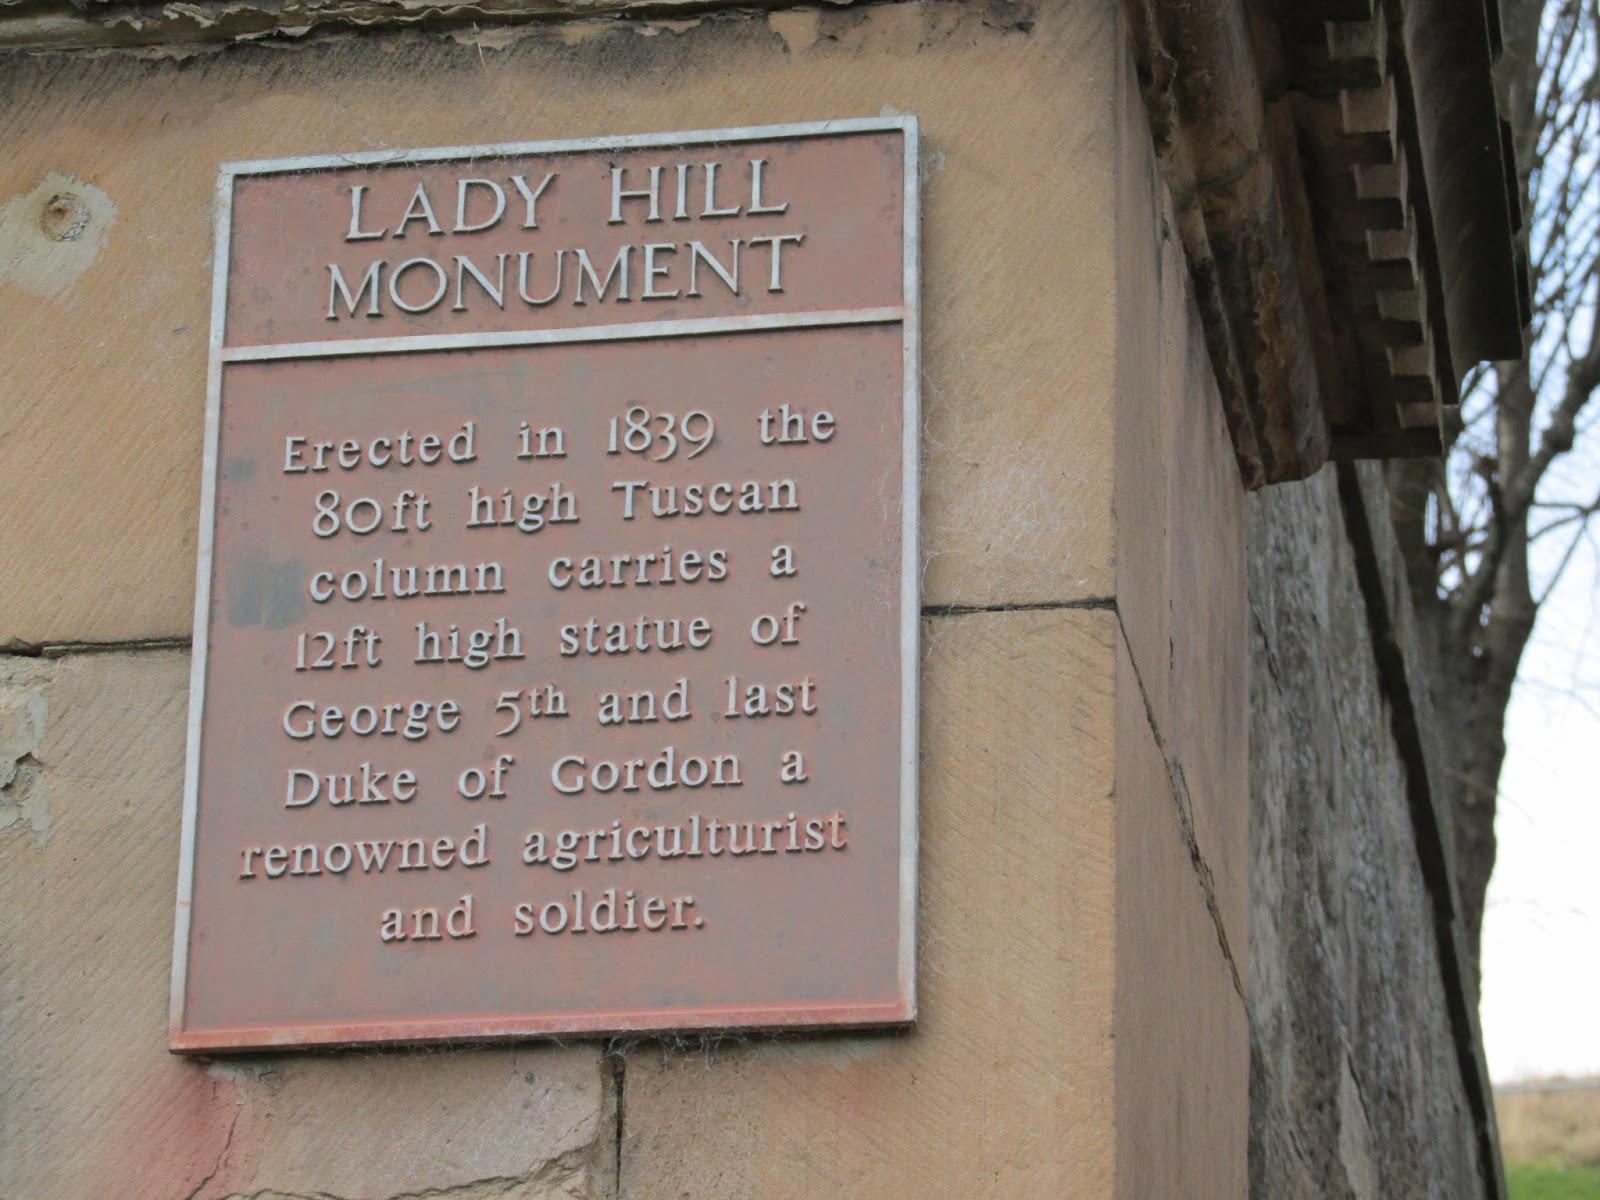 LADY HILL
MONUMENT
Erected in 1839 the
80ft high Tuscan
column carries a
12ft high statue of
George 5th and last
Duke of Gordon a
renowned agriculturist
and soldier.